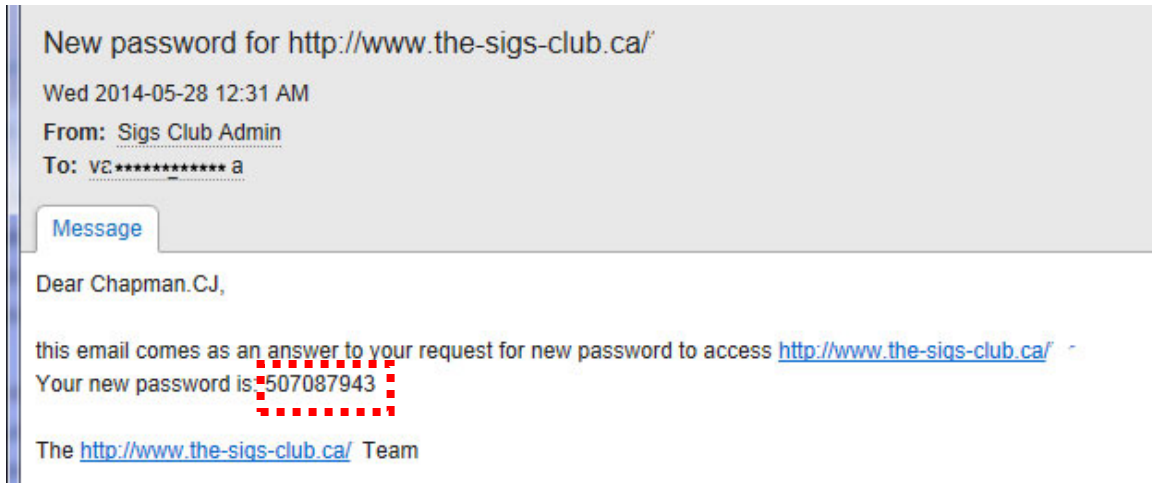 New password for http://www.the-sigs-club.ca/
Wed 2014-05-28 12:31 AM
From: Sigs Club Admin
To: va************* a
Message
Dear Chapman.CJ,
this email comes as an answer to your request for new password to access http://www.the-sigs-club.ca/
Your new password is: 507087943
The http://www.the-sigs-club.ca/ Team